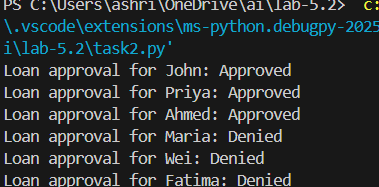 PS C:\Users\ashri\OneDrive\ai\lab-5.2>  c:
\.vscode\extensions\ms-python.debugpy-2025
i\lab-5.2\task2.py'
Loan approval for John: Approved
Loan approval for Priya: Approved
Loan approval for Ahmed: Approved
Loan approval for Maria: Denied
Loan approval for Wei: Denied
Loan approval for Fatima: Denied